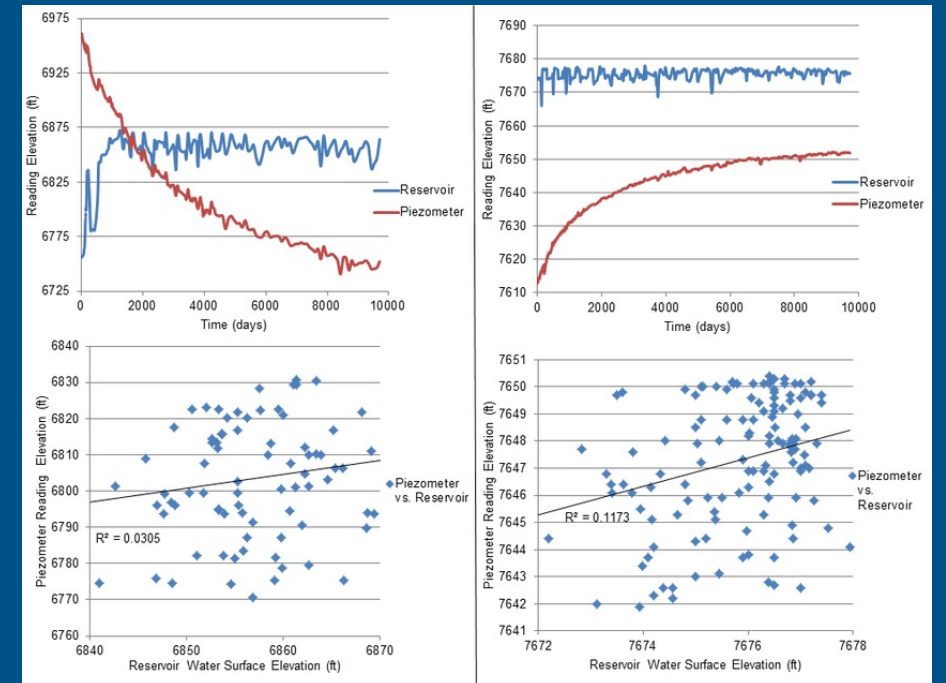 6975
6925
6875
6825
6775
6725
Reading Elevation (ft)
0 2000 4000 6000 8000 10000
Time (days)
Reservoir
Piezometer
7690
7680
7670
7660
7650
7640
7630
7620
7610
Reading Elevation (ft)
0 2000 4000 6000 8000 10000
Time (days)
Reservoir
Piezometer
6840
6830
6820
6810
6800
6790
6780
6770
6760
Piezometer Reading Elevation (ft)
R² = 0.0305
6840 6850 6860 6870
Reservoir Water Surface Elevation (ft)
Piezometer
vs. Reservoir
7651
7650
7649
7648
7647
7646
7645
7644
7643
7642
7641
Piezometer Reading Elevation (ft)
R² = 0.1173
7672 7674 7676 7678
Reservoir Water Surface Elevation (ft)
Piezometer
vs.
Reservoir